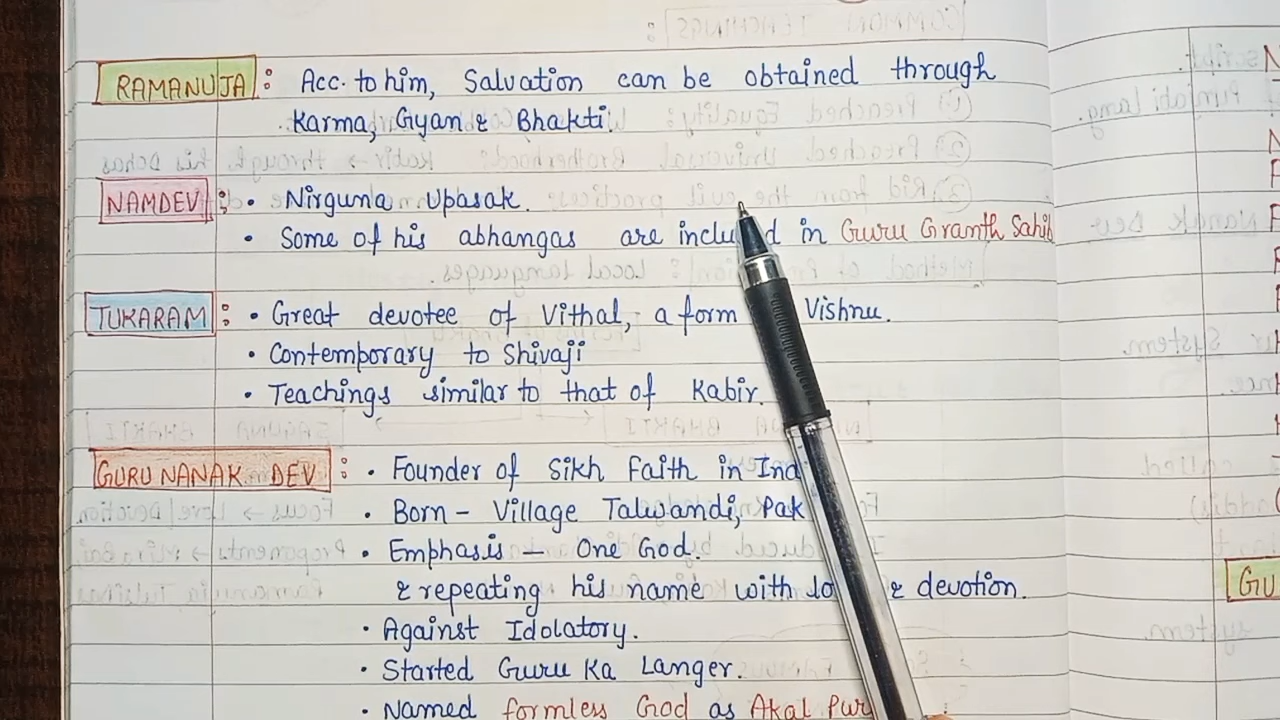 RAMANUJA : Acc. to him, Salvation can be obtained through
Karma, Gyan & Bhakti.
NAMDEV : • Nirguna Upasak.
• Some of his abhangas are included in Guru Granth Sahib
TUKARAM : • Great devotee of Vithal, a form Vishnu.
• Contemporary to Shivaji
• Teachings similar to that of Kabir.
GURU NANAK DEV : • Founder of Sikh Faith in Ind
• Born - Village Talwandi, Pak
• Emphasis - One God.
& repeating his name with lo & devotion.
• Against Idolatory.
• Started Guru Ka Langer.
• Named formless God as Akal Pur
GU